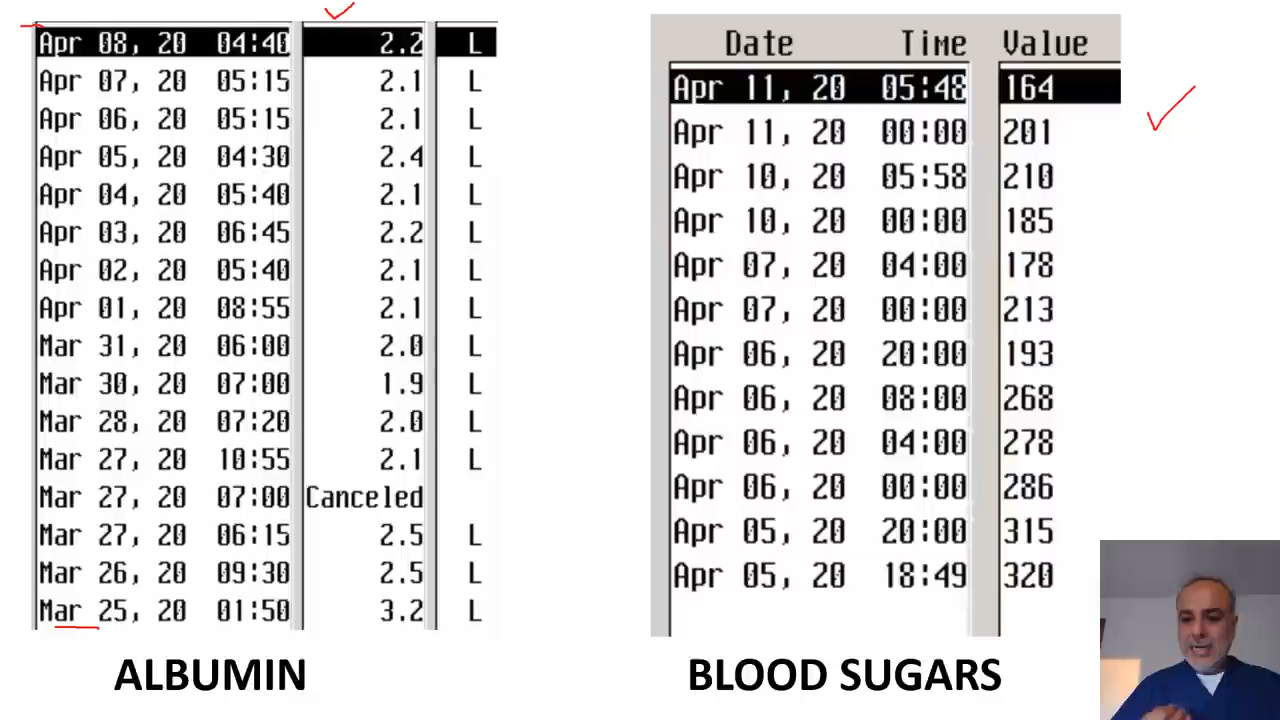 Apr 08, 20 04:40 2.2 L
Apr 07, 20 05:15 2.1 L
Apr 06, 20 05:15 2.1 L
Apr 05, 20 04:30 2.4 L
Apr 04, 20 05:40 2.1 L
Apr 03, 20 06:45 2.2 L
Apr 02, 20 05:40 2.1 L
Apr 01, 20 08:55 2.1 L
Mar 31, 20 06:00 2.0 L
Mar 30, 20 07:00 1.9 L
Mar 28, 20 07:20 2.0 L
Mar 27, 20 10:55 2.1 L
Mar 27, 20 07:00 Canceled
Mar 27, 20 06:15 2.5 L
Mar 26, 20 09:30 2.5 L
Mar 25, 20 01:50 3.2 L
ALBUMIN
Date Time Value
Apr 11, 20 05:48 164
Apr 11, 20 00:00 201
Apr 10, 20 05:58 210
Apr 10, 20 00:00 185
Apr 07, 20 04:00 178
Apr 07, 20 00:00 213
Apr 06, 20 20:00 193
Apr 06, 20 08:00 268
Apr 06, 20 04:00 278
Apr 06, 20 00:00 286
Apr 05, 20 20:00 315
Apr 05, 20 18:49 320
BLOOD SUGARS